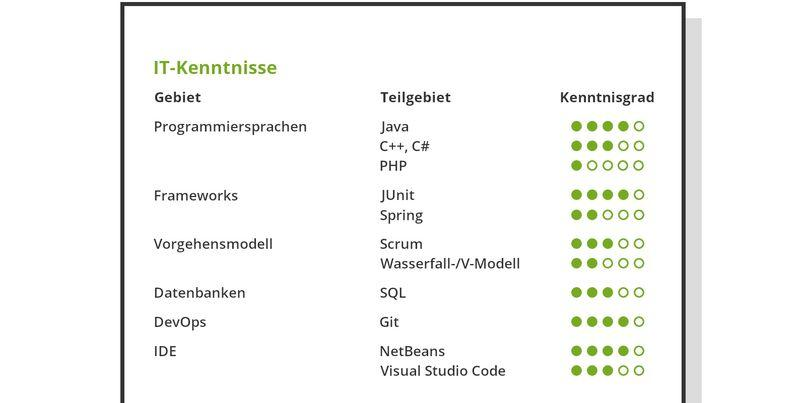 IT-Kenntnisse
Gebiet Teilgebiet Kenntnisgrad
Programmiersprachen Java
C++, C#
PHP
Frameworks JUnit
Spring
Vorgehensmodell Scrum
Wasserfall-/V-Modell
Datenbanken SQL
DevOps Git
IDE NetBeans
Visual Studio Code